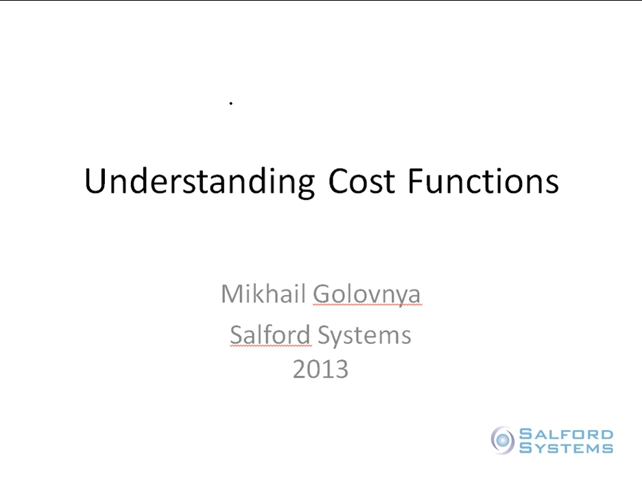 Understanding Cost Functions
Mikhail Golovnya
Salford Systems
2013
SALFORD
SYSTEMS